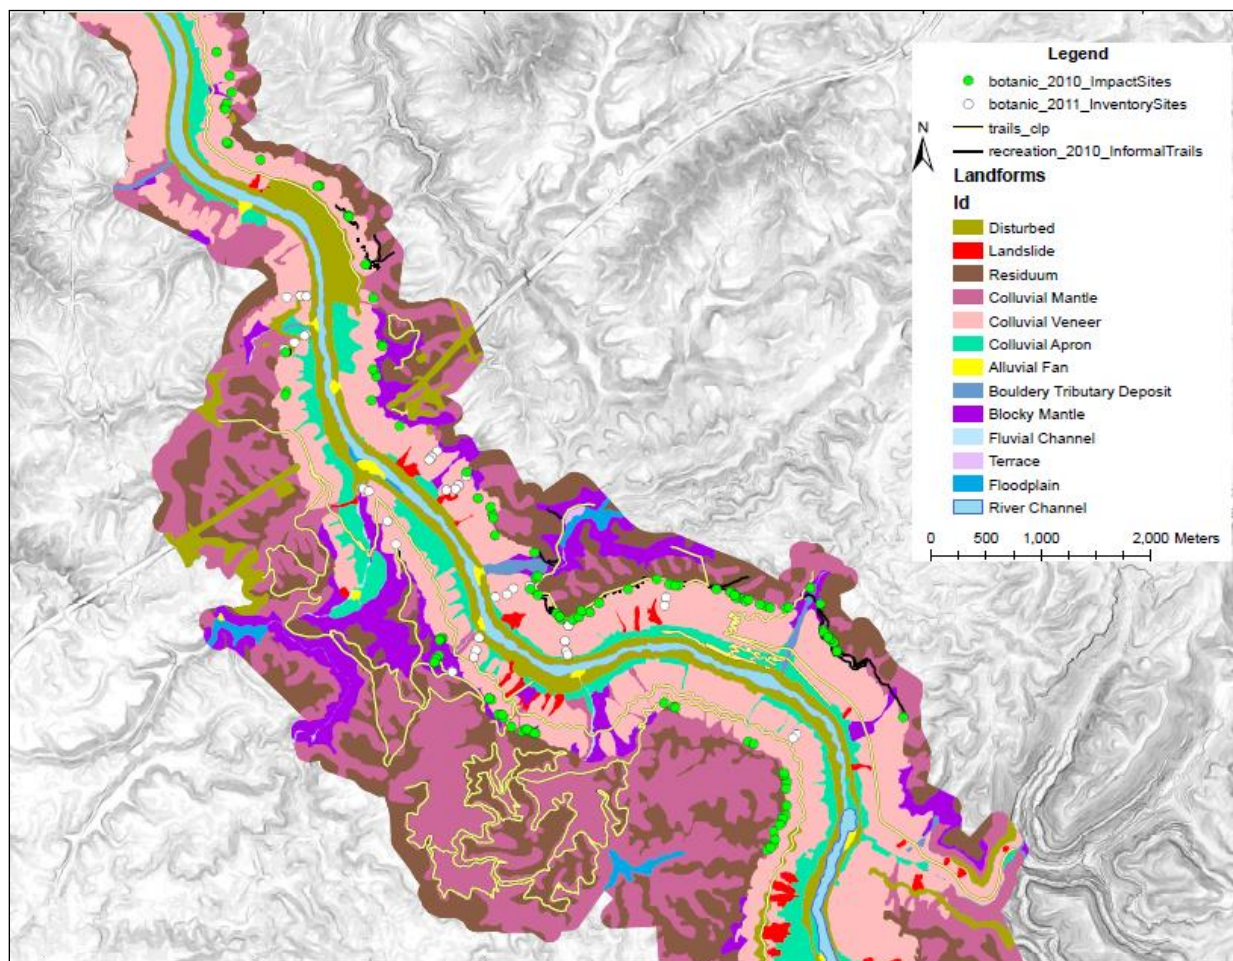 Legend
botanic_2010_ImpactSites
botanic_2011_InventorySites
trails_clp
recreation_2010_InformalTrails
N
Landforms
Id
Disturbed
Landslide
Residuum
Colluvial Mantle
Colluvial Veneer
Colluvial Apron
Alluvial Fan
Bouldery Tributary Deposit
Blocky Mantle
Fluvial Channel
Terrace
Floodplain
River Channel
0 500 1,000 2,000 Meters